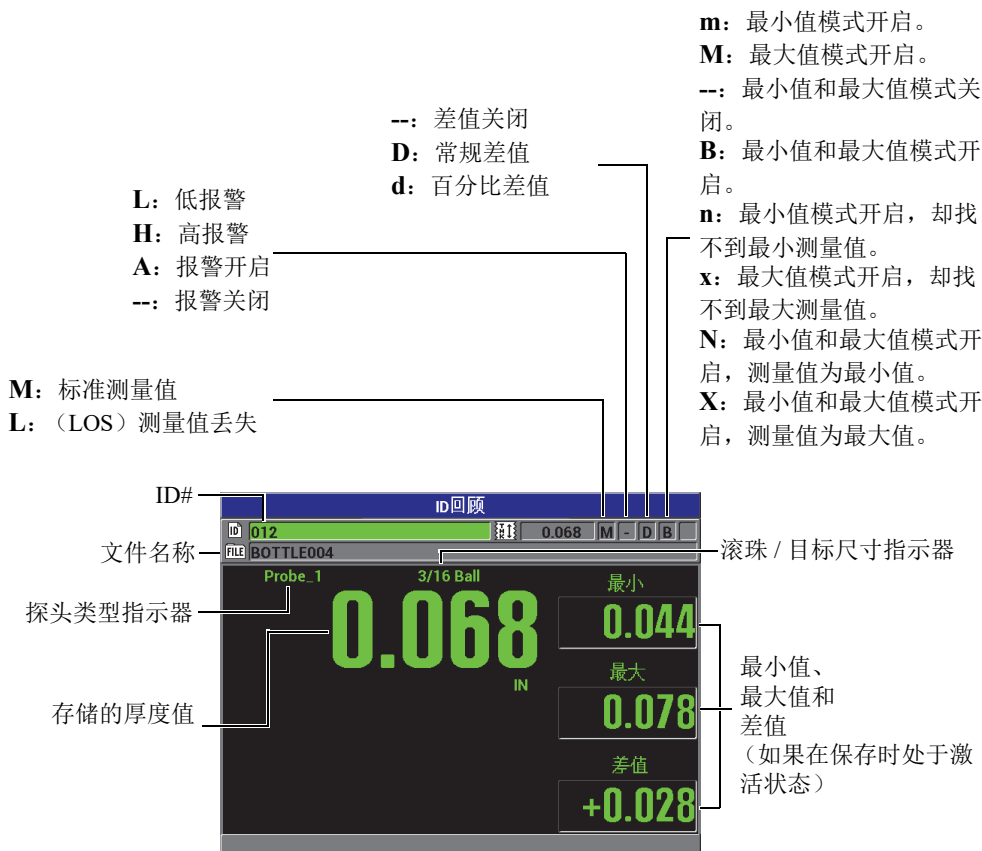 m：最小值模式开启。
M：最大值模式开启。
--：最小值和最大值模式关
闭。
B：最小值和最大值模式开
启。
n：最小值模式开启，却找
不到最小测量值。
x：最大值模式开启，却找
不到最大测量值。
N：最小值和最大值模式开
启，测量值为最小值。
X：最小值和最大值模式开
启，测量值为最大值。
--：差值关闭
D：常规差值
d：百分比差值
L：低报警
H：高报警
A：报警开启
--：报警关闭
M：标准测量值
L：（LOS）测量值丢失
ID#
文件名称
探头类型指示器
存储的厚度值
ID回顾
ID 012 0.068 M - D B
FILE BOTTLE004
Probe_1 3/16 Ball
0.068
IN
最小
0.044
最大
0.078
差值
+0.028
滚珠 / 目标尺寸指示器
最小值、
最大值和
差值
（如果在保存时处于激
活状态）